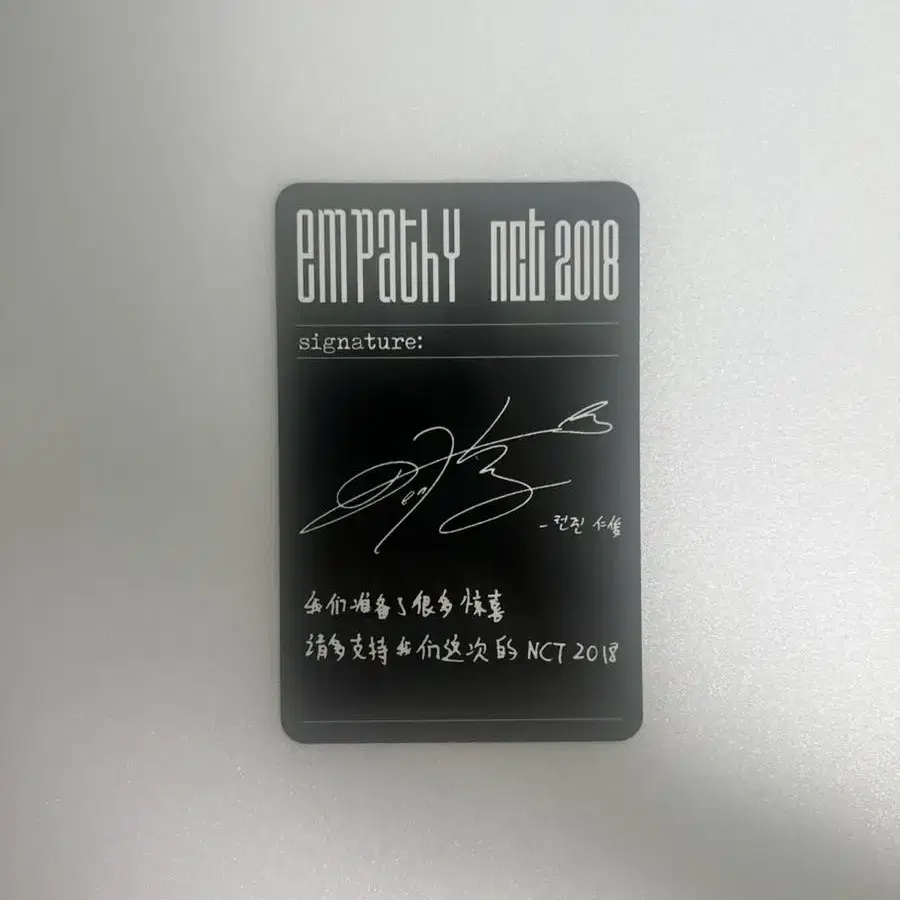 empathy nct 2018
signature:
- 런진 仁俊
我们准备了很多惊喜
请多支持我们这次的 NCT 2018